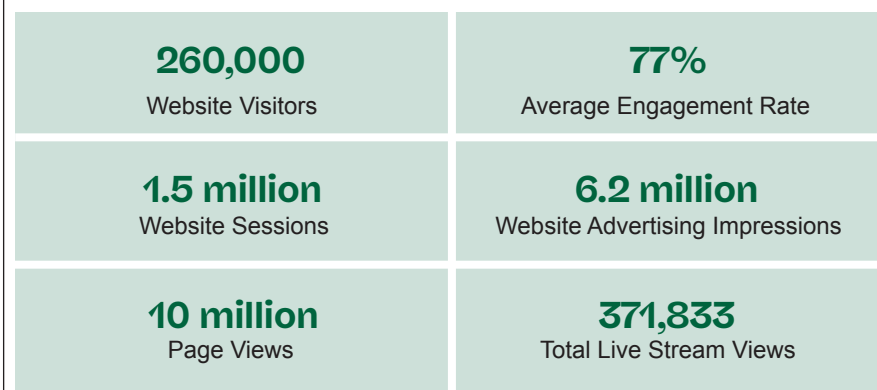 260,000
Website Visitors
77%
Average Engagement Rate
1.5 million
Website Sessions
6.2 million
Website Advertising Impressions
10 million
Page Views
371,833
Total Live Stream Views